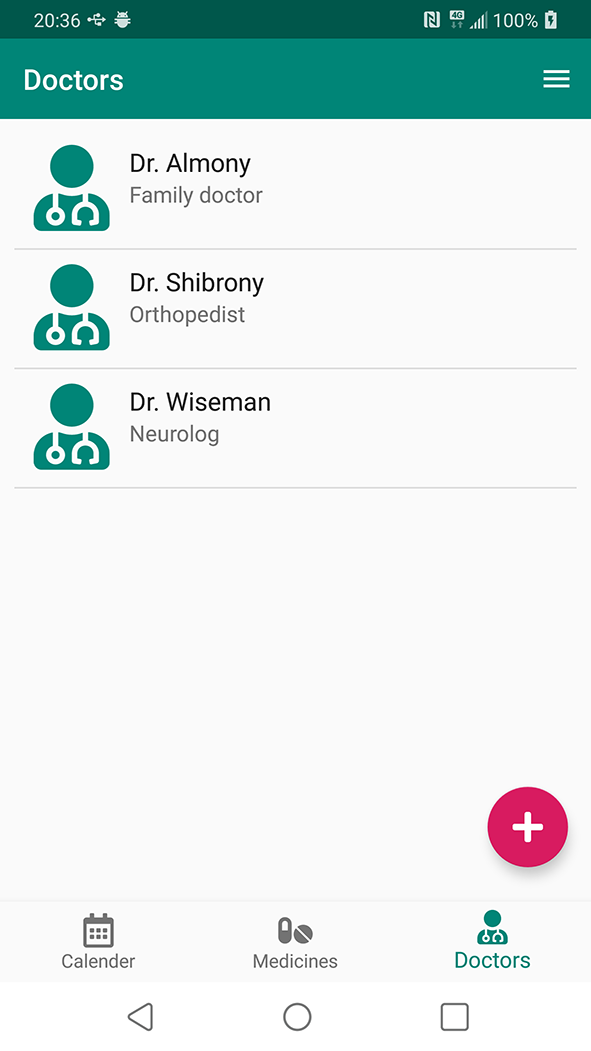 20:36 4G 100%
Doctors
Dr. Almony
Family doctor
Dr. Shibrony
Orthopedist
Dr. Wiseman
Neurolog
Calender Medicines Doctors